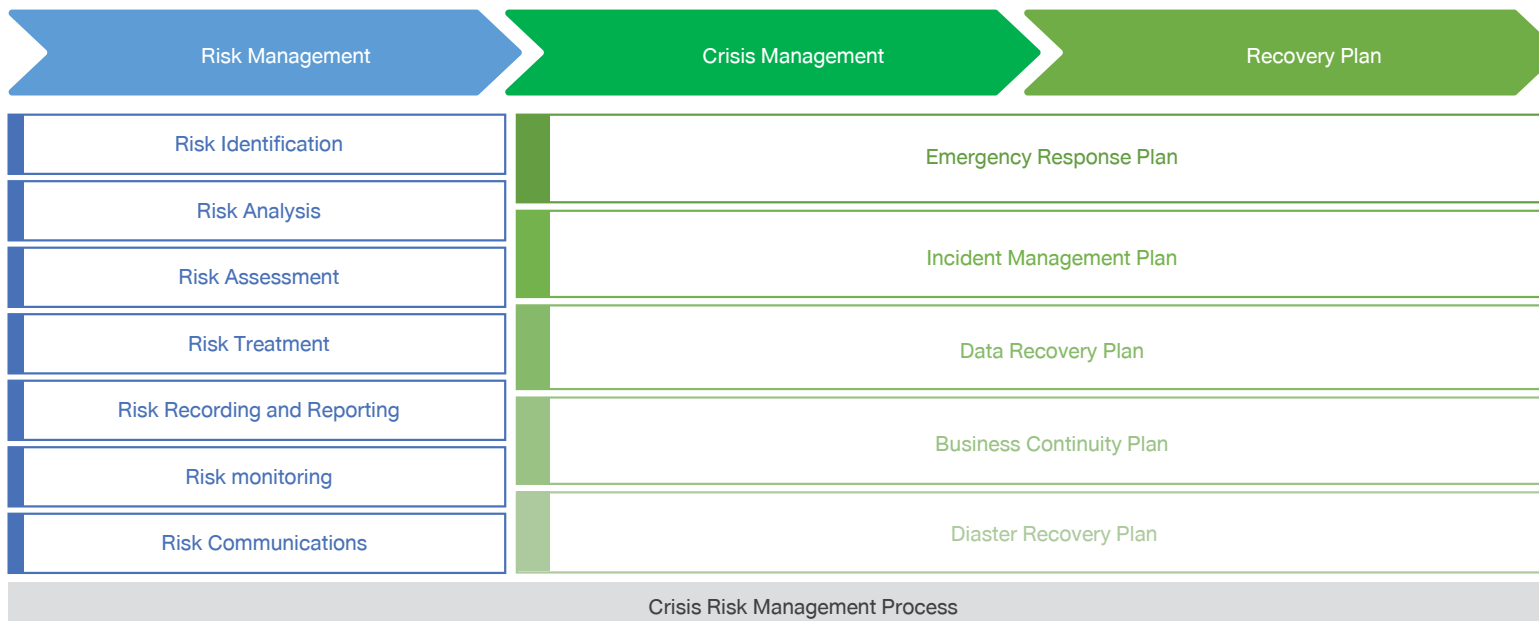 Risk Management
Crisis Management
Recovery Plan
Risk Identification
Risk Analysis
Risk Assessment
Risk Treatment
Risk Recording and Reporting
Risk monitoring
Risk Communications
Emergency Response Plan
Incident Management Plan
Data Recovery Plan
Business Continuity Plan
Diaster Recovery Plan
Crisis Risk Management Process